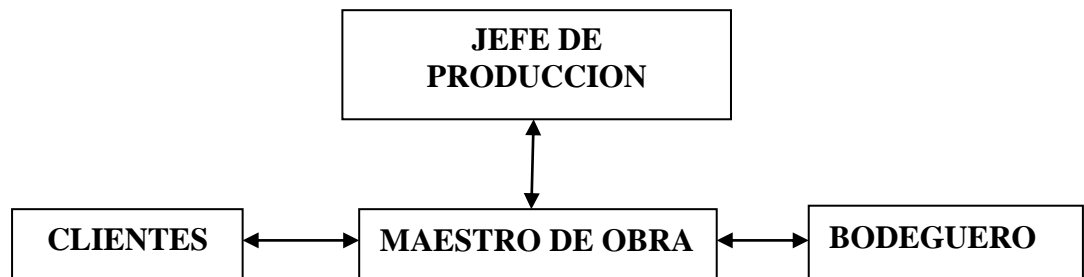 JEFE DE
PRODUCCION
CLIENTES
MAESTRO DE OBRA
BODEGUERO